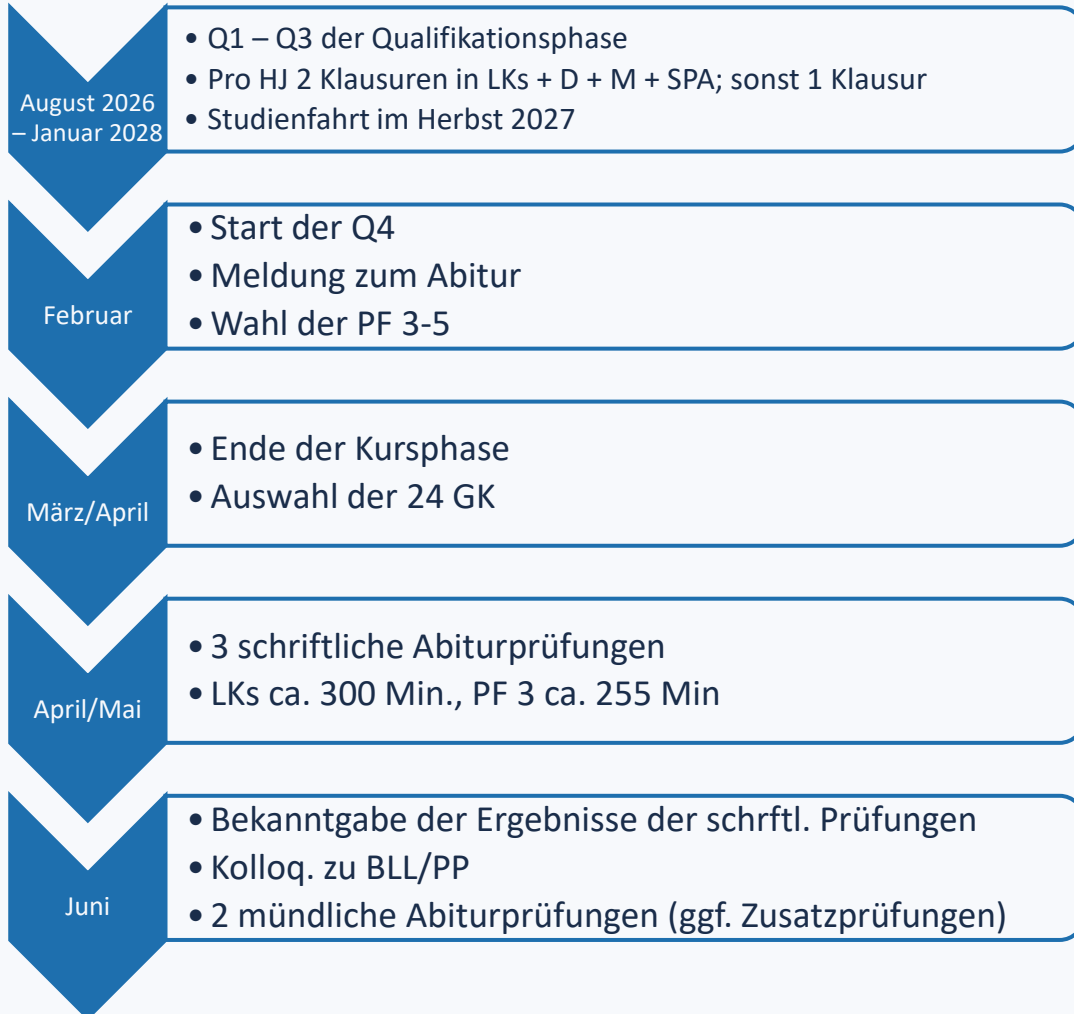 August 2026
– Januar 2028
• Q1 – Q3 der Qualifikationsphase
• Pro HJ 2 Klausuren in LKs + D + M + SPA; sonst 1 Klausur
• Studienfahrt im Herbst 2027
Februar
• Start der Q4
• Meldung zum Abitur
• Wahl der PF 3-5
März/April
• Ende der Kursphase
• Auswahl der 24 GK
April/Mai
• 3 schriftliche Abiturprüfungen
• LKs ca. 300 Min., PF 3 ca. 255 Min
Juni
• Bekanntgabe der Ergebnisse der schrftl. Prüfungen
• Kolloq. zu BLL/PP
• 2 mündliche Abiturprüfungen (ggf. Zusatzprüfungen)